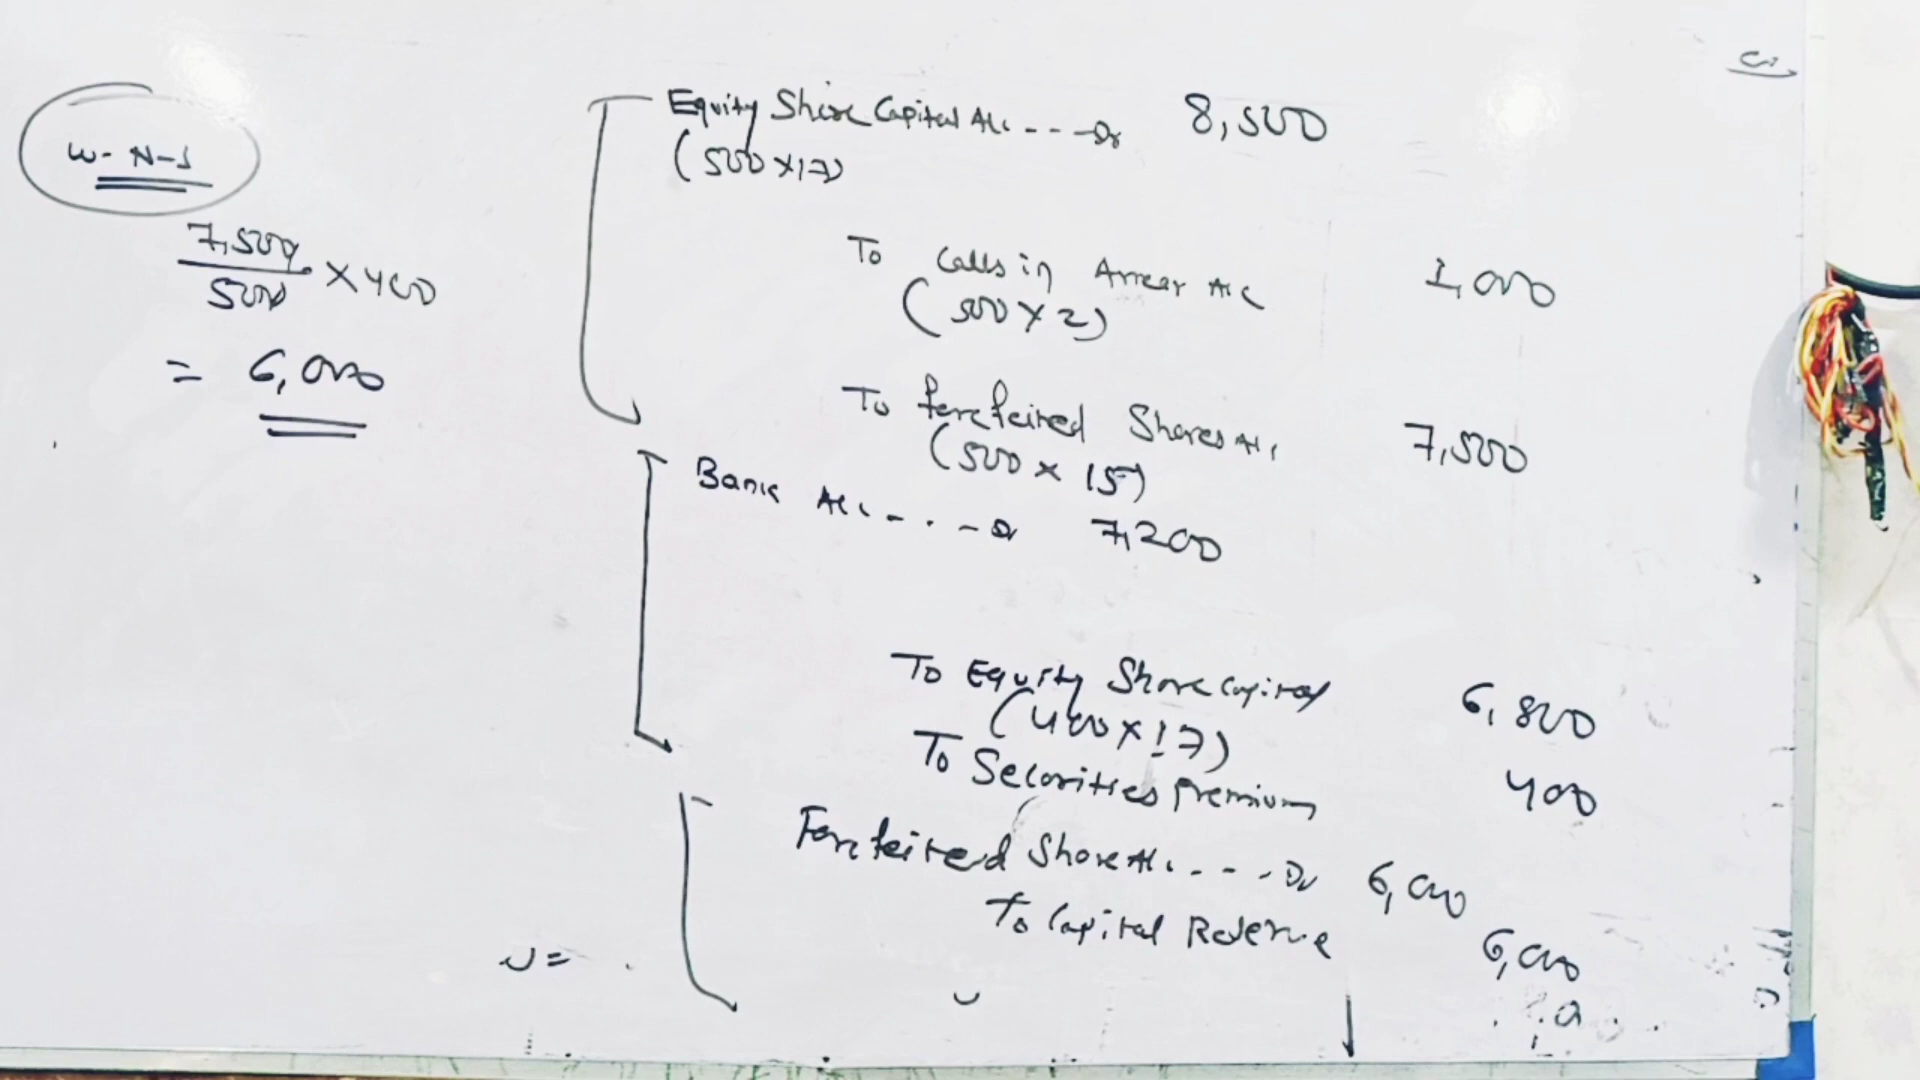 W-N-1
7,500
500
× 400
= 6,000
Equity Share Capital A/c - - - Dr 8,500
(500 × 17)
To Calls in Arrear A/c 1,000
(500 × 2)
To forfeited Shares A/c 7,500
(500 × 15)
Bank A/c - . - Dr 7,200
To Equity Share Capital 6,800
(400 × 17)
To Securities Premium 400
Forfeited Share A/c - - - Dr 6,000
To Capital Reserve 6,000